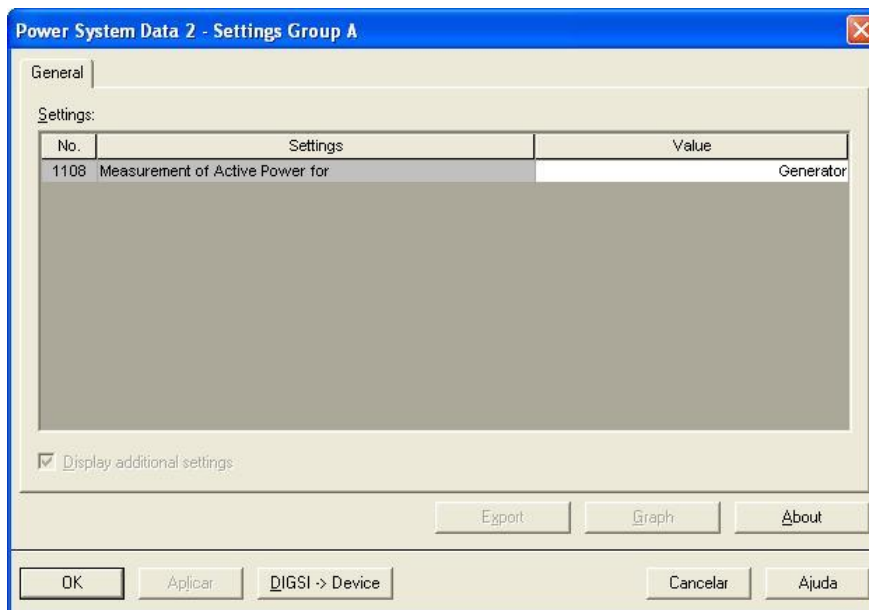 Power System Data 2 - Settings Group A
General
Settings:
No. Settings Value
1108 Measurement of Active Power for Generator
Display additional settings
Export Graph About
OK Aplicar DIGSI -> Device Cancelar Ajuda